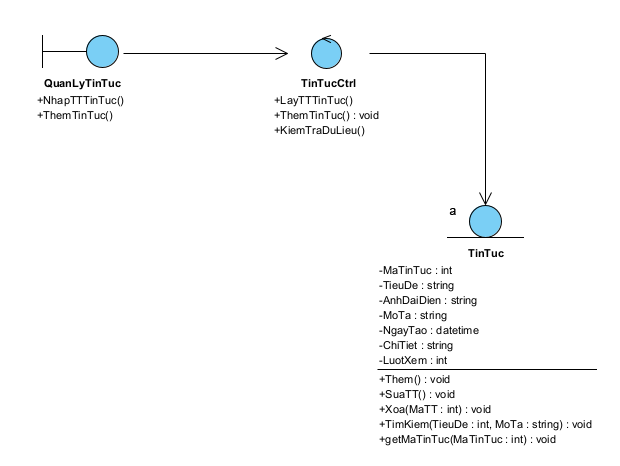 QuanLyTinTuc
+NhapTTTinTuc()
+ThemTinTuc()
TinTucCtrl
+LayTTTinTuc()
+ThemTinTuc() : void
+KiemTraDuLieu()
a
TinTuc
-MaTinTuc : int
-TieuDe : string
-AnhDaiDien : string
-MoTa : string
-NgayTao : datetime
-ChiTiet : string
-LuotXem : int
+Them() : void
+SuaTT() : void
+Xoa(MaTT : int) : void
+TimKiem(TieuDe : int, MoTa : string) : void
+getMaTinTuc(MaTinTuc : int) : void